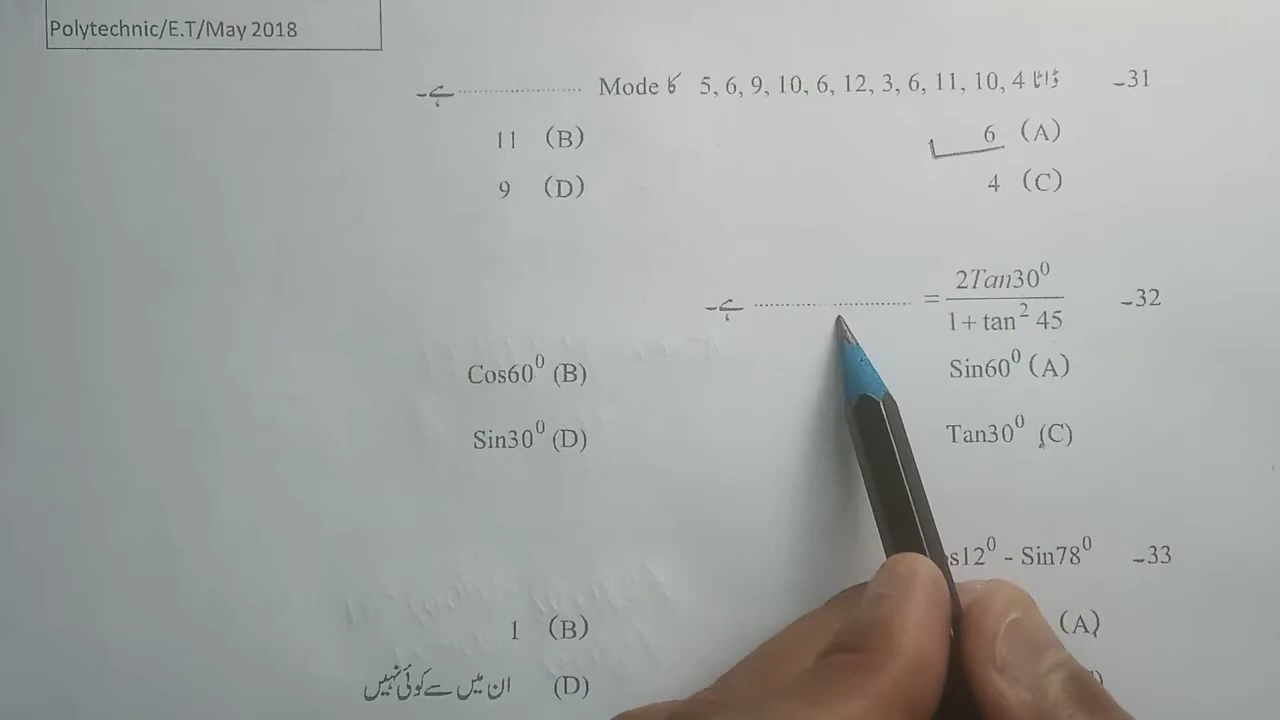 Polytechnic/E.T/May 2018
-31 ڈاٹا 5, 6, 9, 10, 6, 12, 3, 6, 11, 10, 4 کا Mode ...................... ہے۔
(A) 6 (B) 11
(C) 4 (D) 9
-32 2Tan30⁰ / 1 + tan² 45 = ............................ ہے۔
(A) Sin60⁰ (B) Cos60⁰
(C) Tan30⁰ (D) Sin30⁰
-33 s12⁰ - Sin78⁰
(A) (B) 1
(D) ان میں سے کوئی نہیں